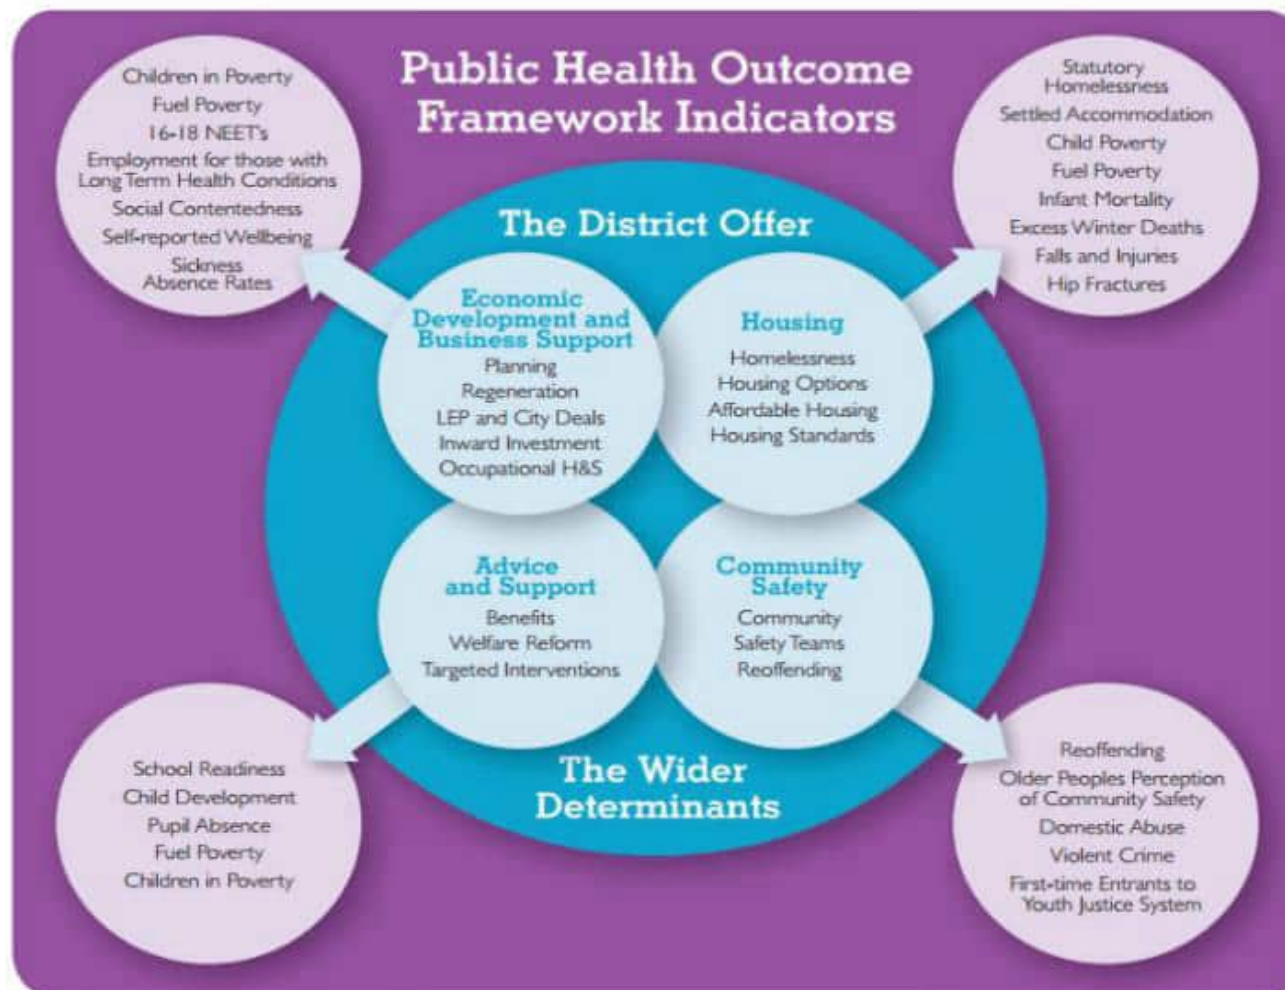 Public Health Outcome
Framework Indicators
Children in Poverty
Fuel Poverty
16-18 NEET's
Employment for those with
Long Term Health Conditions
Social Contentedness
Self-reported Wellbeing
Sickness
Absence Rates
Statutory
Homelessness
Settled Accommodation
Child Poverty
Fuel Poverty
Infant Mortality
Excess Winter Deaths
Falls and Injuries
Hip Fractures
The District Offer
Economic
Development and
Business Support
Planning
Regeneration
LEP and City Deals
Inward Investment
Occupational H&S
Housing
Homelessness
Housing Options
Affordable Housing
Housing Standards
Advice
and Support
Benefits
Welfare Reform
Targeted Interventions
Community
Safety
Community
Safety Teams
Reoffending
The Wider
Determinants
School Readiness
Child Development
Pupil Absence
Fuel Poverty
Children in Poverty
Reoffending
Older Peoples Perception
of Community Safety
Domestic Abuse
Violent Crime
First-time Entrants to
Youth Justice System